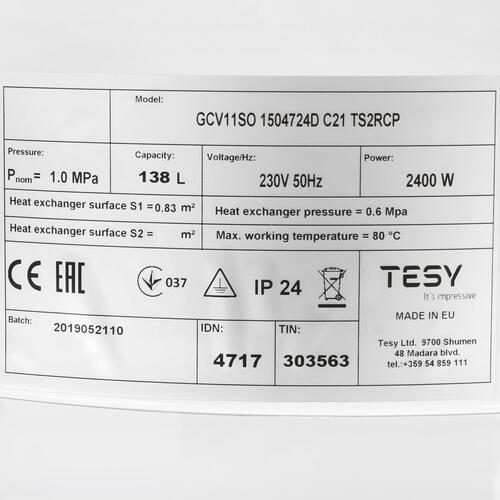 Model:
GCV11SO 1504724D C21 TS2RCP
Pressure:
Pnom= 1.0 MPa
Capacity:
138 L
Voltage/Hz:
230V 50Hz
Power:
2400 W
Heat exchanger surface S1 = 0.83 m²
Heat exchanger pressure = 0.6 Mpa
Heat exchanger surface S2 = m²
Max. working temperature = 80 °C
CE EAC 037 IP 24
TESY
It's impressive
MADE IN EU
Batch:
2019052110
IDN:
4717
TIN:
303563
Tesy Ltd. 9700 Shumen
48 Madara blvd.
tel.:+359 54 859 111